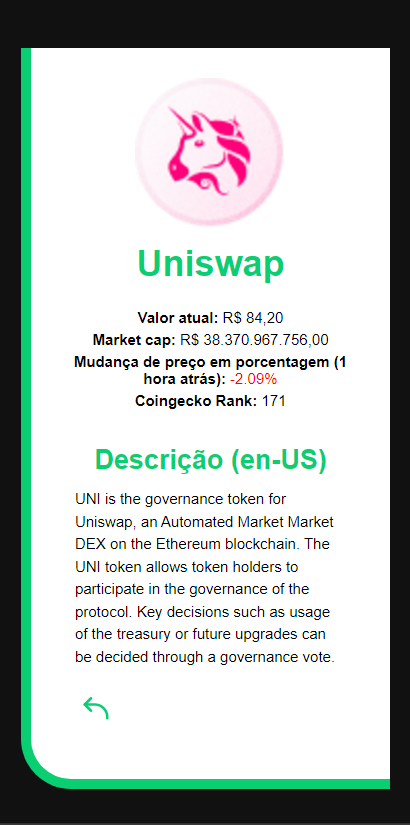 Uniswap
Valor atual: R$ 84,20
Market cap: R$ 38.370.967.756,00
Mudança de preço em porcentagem (1
hora atrás): -2.09%
Coingecko Rank: 171
Descrição (en-US)
UNI is the governance token for
Uniswap, an Automated Market Market
DEX on the Ethereum blockchain. The
UNI token allows token holders to
participate in the governance of the
protocol. Key decisions such as usage
of the treasury or future upgrades can
be decided through a governance vote.